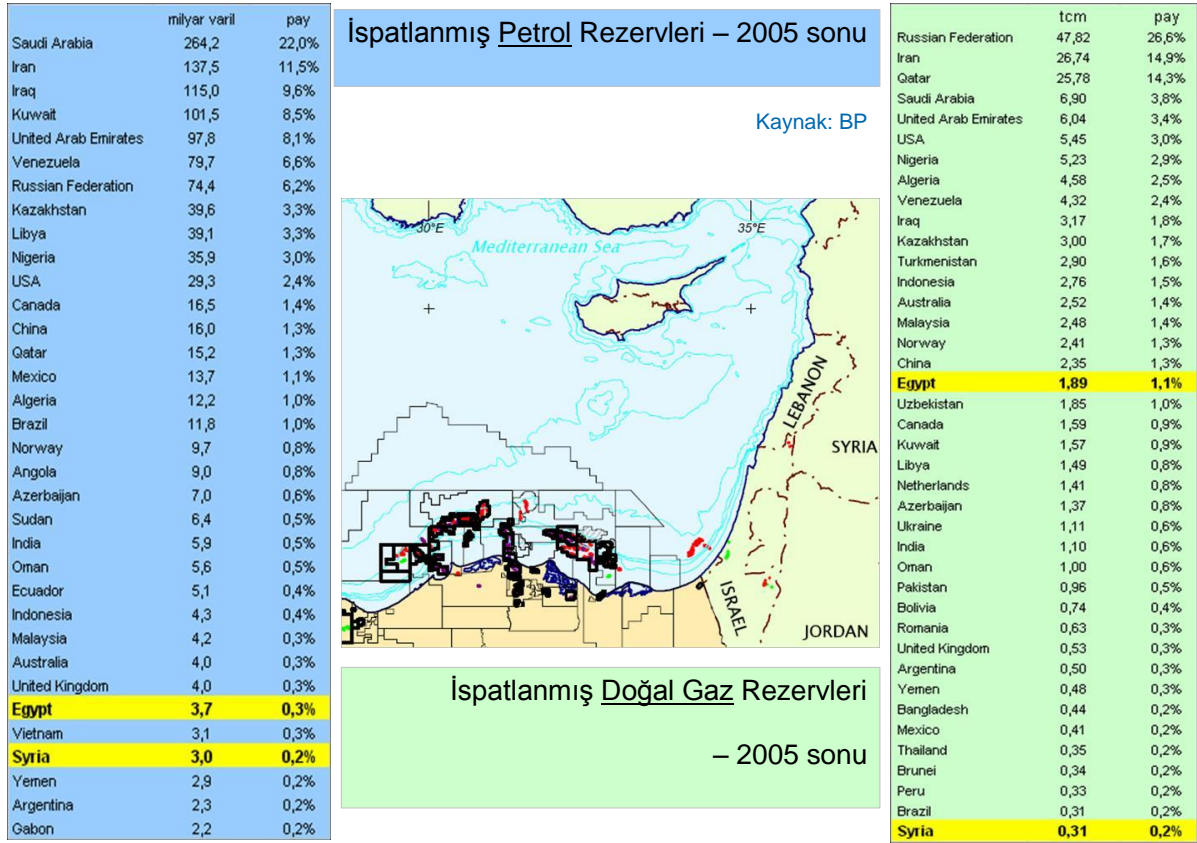 milyar varil pay
Saudi Arabia 264,2 22,0%
Iran 137,5 11,5%
Iraq 115,0 9,6%
Kuwait 101,5 8,5%
United Arab Emirates 97,8 8,1%
Venezuela 79,7 6,6%
Russian Federation 74,4 6,2%
Kazakhstan 39,6 3,3%
Libya 39,1 3,3%
Nigeria 35,9 3,0%
USA 29,3 2,4%
Canada 16,5 1,4%
China 16,0 1,3%
Qatar 15,2 1,3%
Mexico 13,7 1,1%
Algeria 12,2 1,0%
Brazil 11,8 1,0%
Norway 9,7 0,8%
Angola 9,0 0,8%
Azerbaijan 7,0 0,6%
Sudan 6,4 0,5%
India 5,9 0,5%
Oman 5,6 0,5%
Ecuador 5,1 0,4%
Indonesia 4,3 0,4%
Malaysia 4,2 0,3%
Australia 4,0 0,3%
United Kingdom 4,0 0,3%
Egypt 3,7 0,3%
Vietnam 3,1 0,3%
Syria 3,0 0,2%
Yemen 2,9 0,2%
Argentina 2,3 0,2%
Gabon 2,2 0,2%
İspatlanmış Petrol Rezervleri – 2005 sonu
Kaynak: BP
30°E
35°E
Mediterranean Sea
LEBANON
SYRIA
ISRAEL
JORDAN
İspatlanmış Doğal Gaz Rezervleri
– 2005 sonu
tcm pay
Russian Federation 47,82 26,6%
Iran 26,74 14,9%
Qatar 25,78 14,3%
Saudi Arabia 6,90 3,8%
United Arab Emirates 6,04 3,4%
USA 5,45 3,0%
Nigeria 5,23 2,9%
Algeria 4,58 2,5%
Venezuela 4,32 2,4%
Iraq 3,17 1,8%
Kazakhstan 3,00 1,7%
Turkmenistan 2,90 1,6%
Indonesia 2,76 1,5%
Australia 2,52 1,4%
Malaysia 2,48 1,4%
Norway 2,41 1,3%
China 2,35 1,3%
Egypt 1,89 1,1%
Uzbekistan 1,85 1,0%
Canada 1,59 0,9%
Kuwait 1,57 0,9%
Libya 1,49 0,8%
Netherlands 1,41 0,8%
Azerbaijan 1,37 0,8%
Ukraine 1,11 0,6%
India 1,10 0,6%
Oman 1,00 0,6%
Pakistan 0,96 0,5%
Bolivia 0,74 0,4%
Romania 0,63 0,3%
United Kingdom 0,53 0,3%
Argentina 0,50 0,3%
Yemen 0,48 0,3%
Bangladesh 0,44 0,2%
Mexico 0,41 0,2%
Thailand 0,35 0,2%
Brunei 0,34 0,2%
Peru 0,33 0,2%
Brazil 0,31 0,2%
Syria 0,31 0,2%